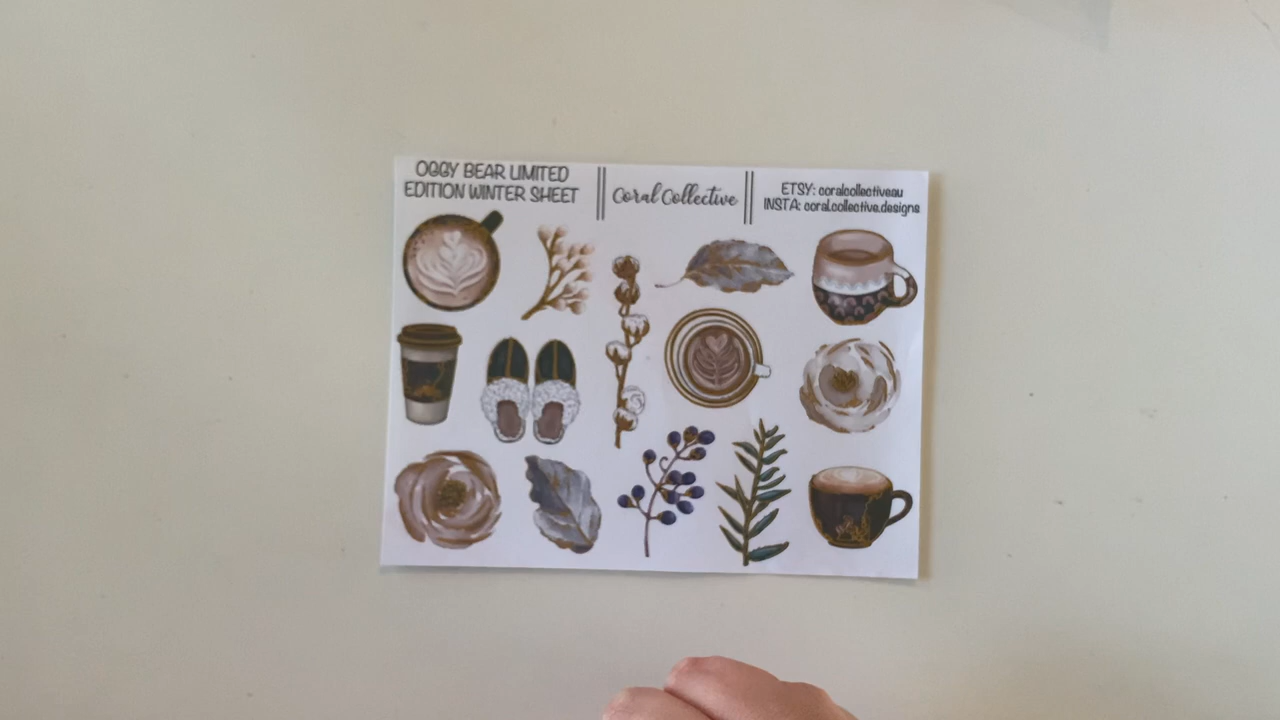 OGGY BEAR LIMITED
EDITION WINTER SHEET
Coral Collective
ETSY: coralcollectiveau
INSTA: coral.collective.designs